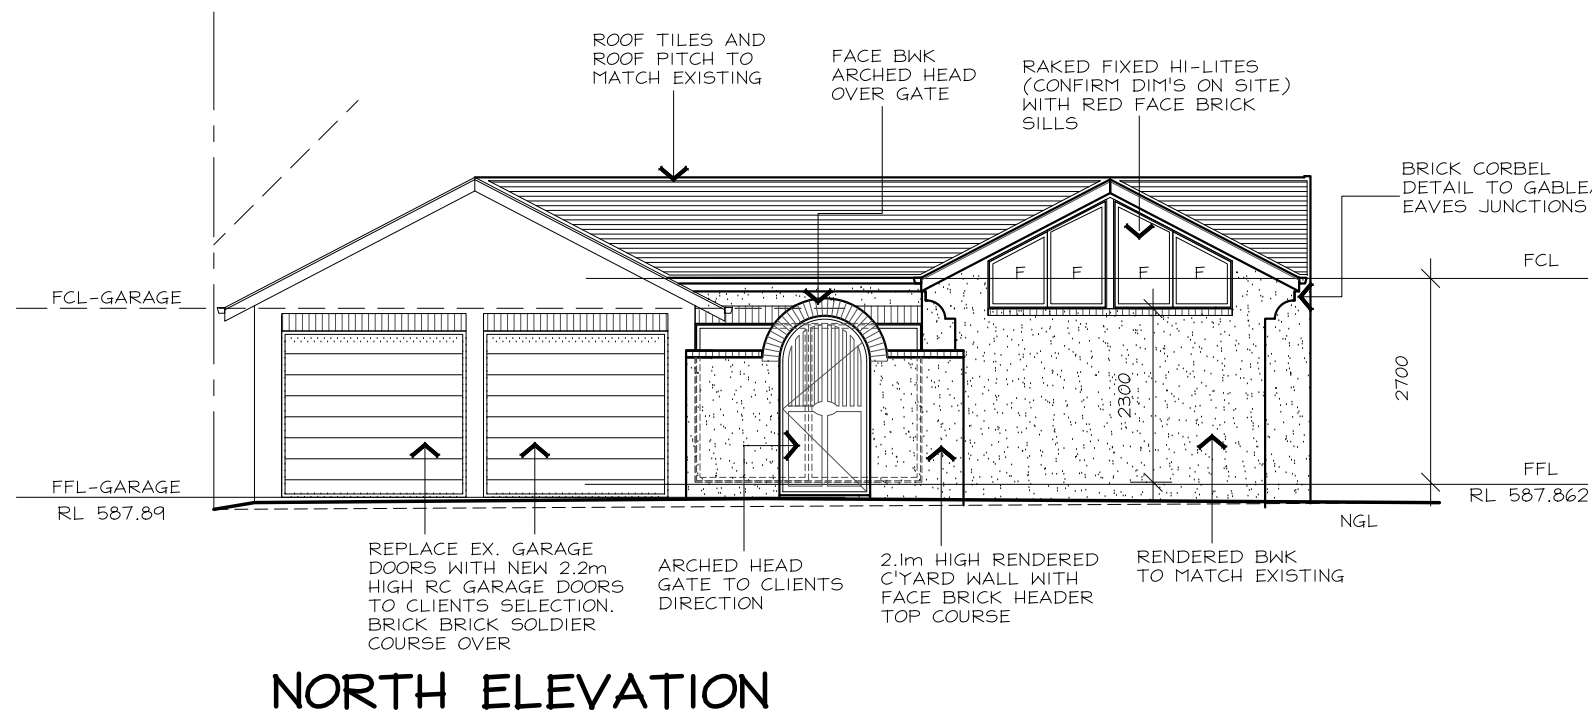 ROOF TILES AND
ROOF PITCH TO
MATCH EXISTING
FACE BWK
ARCHED HEAD
OVER GATE
RAKED FIXED HI-LITES
(CONFIRM DIM'S ON SITE)
WITH RED FACE BRICK
SILLS
BRICK CORBEL
DETAIL TO GABLE/
EAVES JUNCTIONS
FCL
FCL-GARAGE
F F F F
2300
2700
FFL-GARAGE
RL 587.89
FFL
RL 587.862
NGL
REPLACE EX. GARAGE
DOORS WITH NEW 2.2m
HIGH RC GARAGE DOORS
TO CLIENTS SELECTION.
BRICK BRICK SOLDIER
COURSE OVER
ARCHED HEAD
GATE TO CLIENTS
DIRECTION
2.1m HIGH RENDERED
C'YARD WALL WITH
FACE BRICK HEADER
TOP COURSE
RENDERED BWK
TO MATCH EXISTING
NORTH ELEVATION